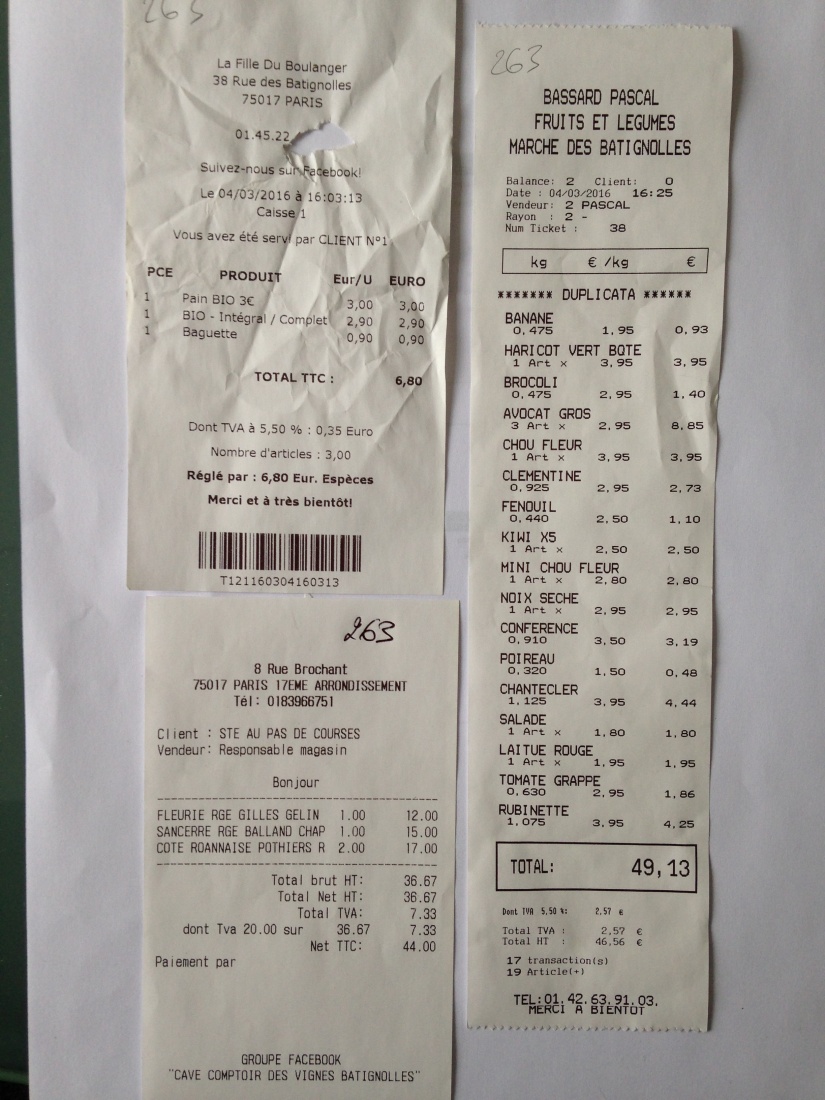 263
La Fille Du Boulanger
38 Rue des Batignolles
75017 PARIS
01.45.22
Suivez-nous sur Facebook!
Le 04/03/2016 à 16:03:13
Caisse 1
Vous avez été servi par CLIENT N°1
PCE PRODUIT Eur/U EURO
1 Pain BIO 3€ 3,00 3,00
1 BIO - Intégral / Complet 2,90 2,90
1 Baguette 0,90 0,90
TOTAL TTC : 6,80
Dont TVA à 5,50 % : 0,35 Euro
Nombre d'articles : 3,00
Réglé par : 6,80 Eur. Espèces
Merci et à très bientôt!
T121160304160313
263
8 Rue Brochant
75017 PARIS 17EME ARRONDISSEMENT
Tél: 0183966751
Client : STE AU PAS DE COURSES
Vendeur: Responsable magasin
Bonjour
FLEURIE RGE GILLES GELIN 1.00 12.00
SANCERRE RGE BALLAND CHAP 1.00 15.00
COTE ROANNAISE POTHIERS R 2.00 17.00
Total brut HT: 36.67
Total Net HT: 36.67
Total TVA: 7.33
dont Tva 20.00 sur 36.67 7.33
Net TTC: 44.00
Paiement par
GROUPE FACEBOOK
"CAVE COMPTOIR DES VIGNES BATIGNOLLES"
263
BASSARD PASCAL
FRUITS ET LEGUMES
MARCHE DES BATIGNOLLES
Balance: 2 Client: 0
Date : 04/03/2016 16:25
Vendeur: 2 PASCAL
Rayon : 2 -
Num Ticket : 38
kg € /kg €
******* DUPLICATA ******
BANANE
0,475 1,95 0,93
HARICOT VERT BQTE
1 Art x 3,95 3,95
BROCOLI
0,475 2,95 1,40
AVOCAT GROS
3 Art x 2,95 8,85
CHOU FLEUR
1 Art x 3,95 3,95
CLEMENTINE
0,925 2,95 2,73
FENOUIL
0,440 2,50 1,10
KIWI X5
1 Art x 2,50 2,50
MINI CHOU FLEUR
1 Art x 2,80 2,80
NOIX SECHE
1 Art x 2,95 2,95
CONFERENCE
0,910 3,50 3,19
POIREAU
0,320 1,50 0,48
CHANTECLER
1,125 3,95 4,44
SALADE
1 Art x 1,80 1,80
LAITUE ROUGE
1 Art x 1,95 1,95
TOMATE GRAPPE
0,630 2,95 1,86
RUBINETTE
1,075 3,95 4,25
TOTAL: 49,13
Dont TVA 5,50 %: 2,57 €
Total TVA : 2,57 €
Total HT : 46,56 €
17 transaction(s)
19 Article(+)
TEL:01.42.63.91.03.
MERCI A BIENTOT